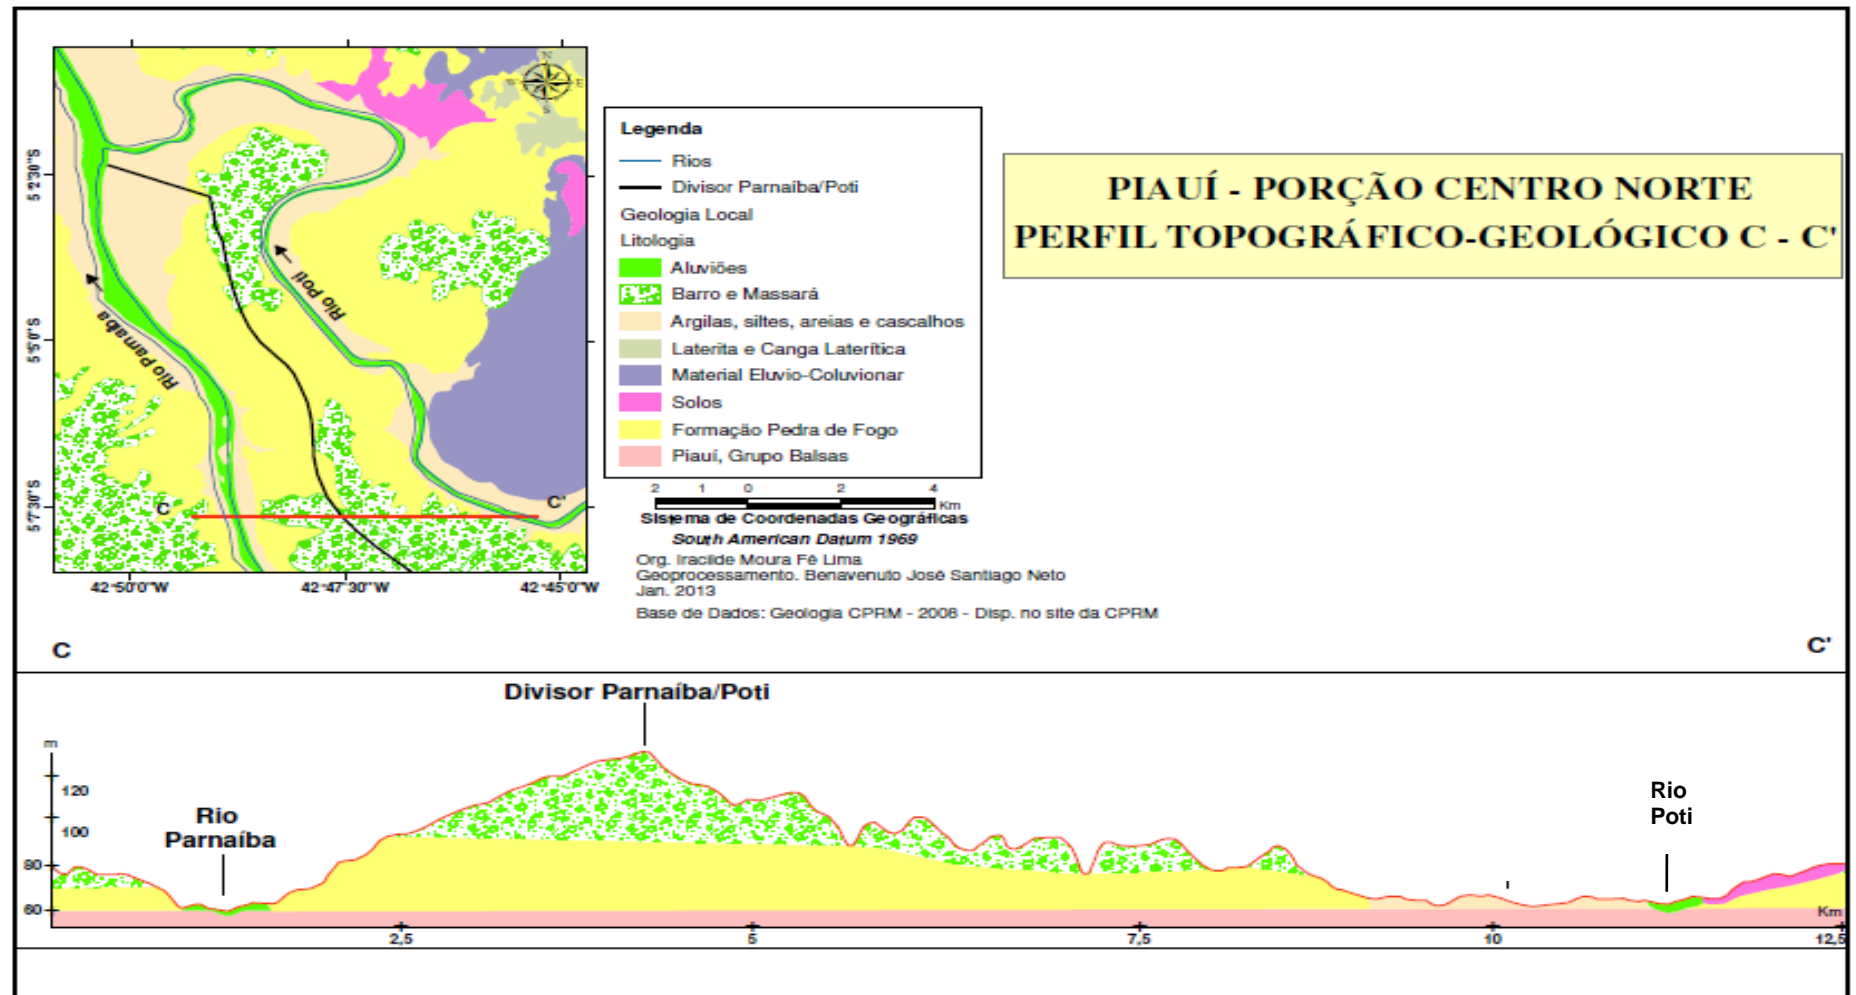 N
W
E
S
5°2'30"S
5°5'0"S
5°7'30"S
Rio Parnaíba
Rio Poti
C
C'
42°50'0"W
42°47'30"W
42°45'0"W
Legenda
Rios
Divisor Parnaíba/Poti
Geologia Local
Litologia
Aluviões
Barro e Massará
Argilas, siltes, areias e cascalhos
Laterita e Canga Laterítica
Material Eluvio-Coluvionar
Solos
Formação Pedra de Fogo
Piauí, Grupo Balsas
2 1 0 2 4
Km
Sistema de Coordenadas Geográficas
South American Datum 1969
Org. Iracilde Moura Fé Lima
Geoprocessamento. Benavenuto José Santiago Neto
Jan. 2013
Base de Dados: Geologia CPRM - 2008 - Disp. no site da CPRM
PIAUÍ - PORÇÃO CENTRO NORTE
PERFIL TOPOGRÁFICO-GEOLÓGICO C - C'
C
C'
Divisor Parnaíba/Poti
m
120
100
80
60
Rio
Parnaíba
Rio
Poti
Km
2,5
5
7,5
10
12,5